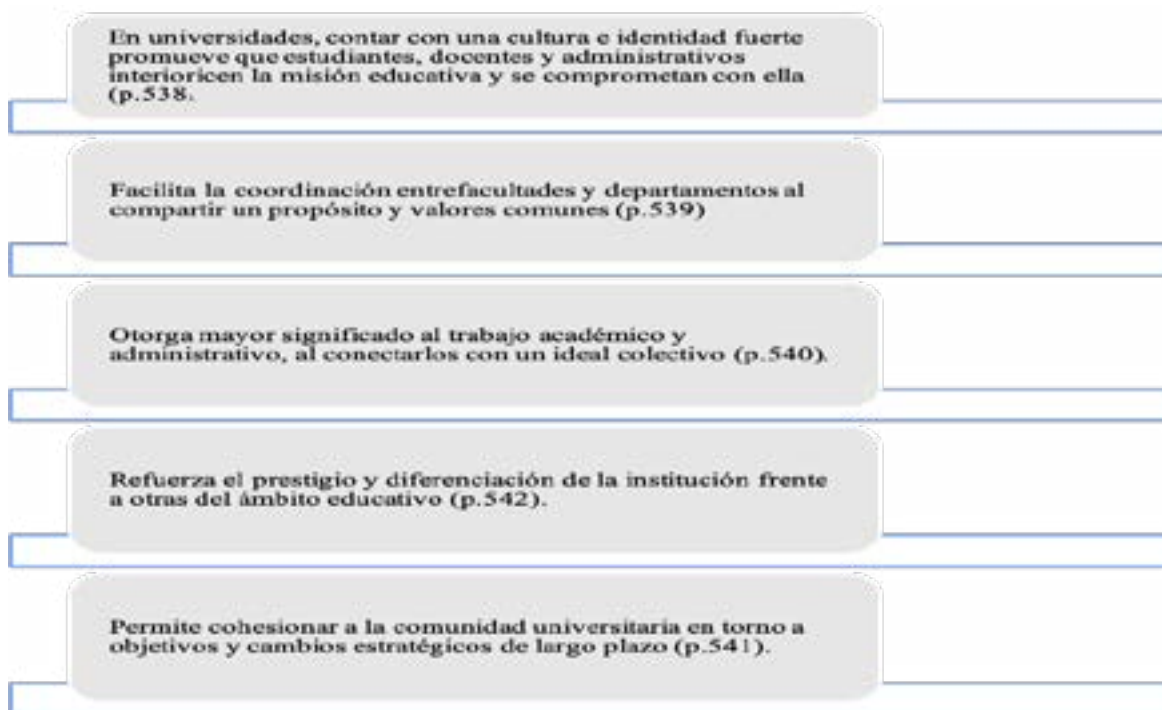 En universidades, contar con una cultura e identidad fuerte
promueve que estudiantes, docentes y administrativos
interioricen la misión educativa y se comprometan con ella
(p.538.
Facilita la coordinación entrefacultades y departamentos al
compartir un propósito y valores comunes (p.539)
Otorga mayor significado al trabajo académico y
administrativo, al conectarlos con un ideal colectivo (p.540).
Refuerza el prestigio y diferenciación de la institución frente
a otras del ámbito educativo (p.542).
Permite cohesionar a la comunidad universitaria en torno a
objetivos y cambios estratégicos de largo plazo (p.541).